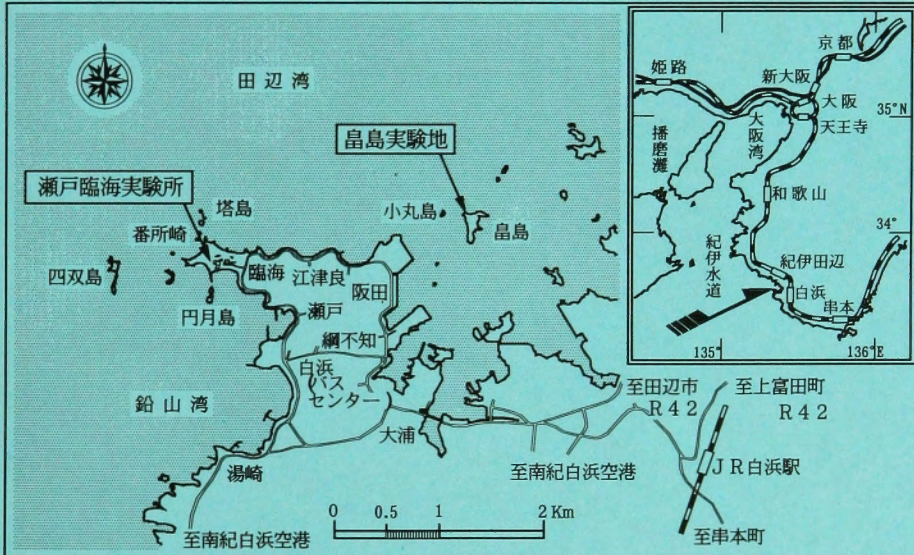 田辺湾
畠島実験地
瀬戸臨海実験所
塔島
番所崎
四双島
円月島
小丸島
畠島
臨海
江津良
阪田
瀬戸
綱不知
白浜
バス
センター
鉛山湾
大浦
湯崎
至南紀白浜空港
至田辺市
R42
至上富田町
R42
至南紀白浜空港
JR白浜駅
至串本町
0 0.5 1 2 Km
京都
姫路
新大阪
大阪
天王寺
35°N
大阪湾
播磨灘
和歌山
34°
紀伊水道
紀伊田辺
白浜
串本
135°
136°E